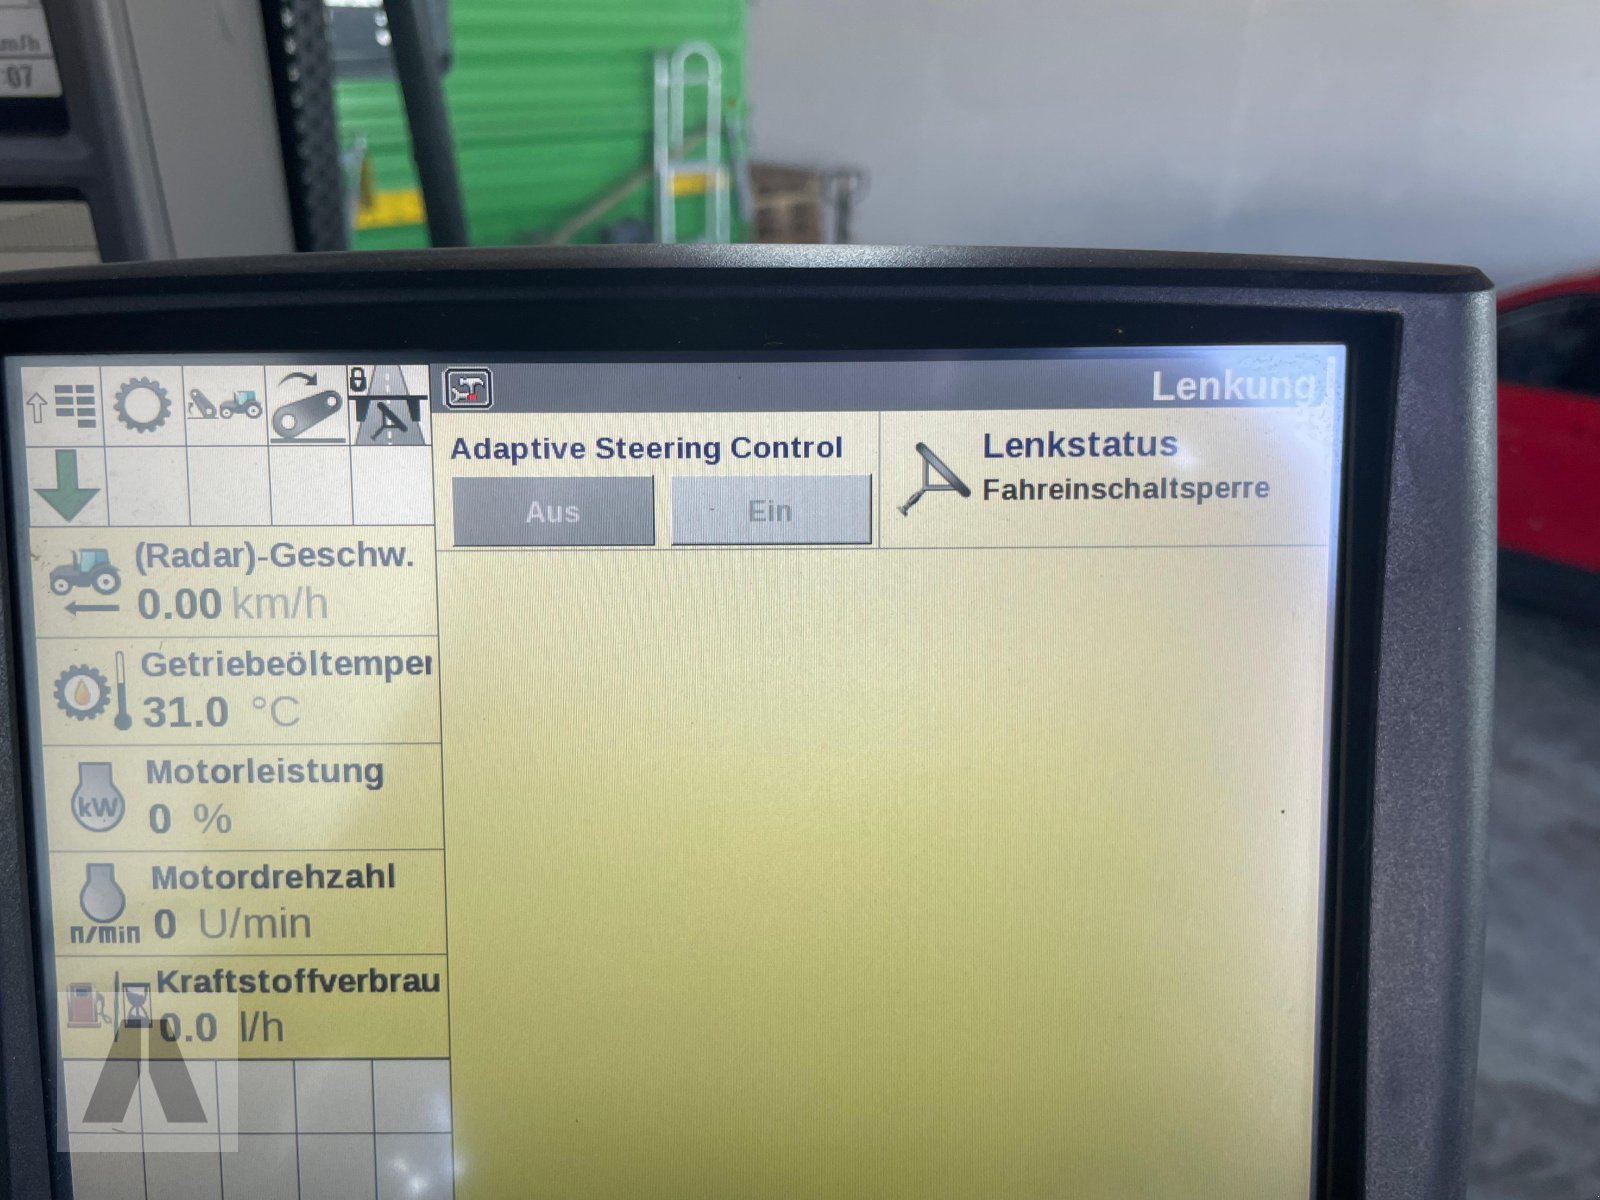 km/h
:07
Lenkung
Adaptive Steering Control
Aus
Ein
Lenkstatus
Fahreinschaltsperre
(Radar)-Geschw.
0.00 km/h
Getriebeöltemper
31.0 °C
kW
Motorleistung
0 %
n/min
Motordrehzahl
0 U/min
Kraftstoffverbrau
0.0 l/h